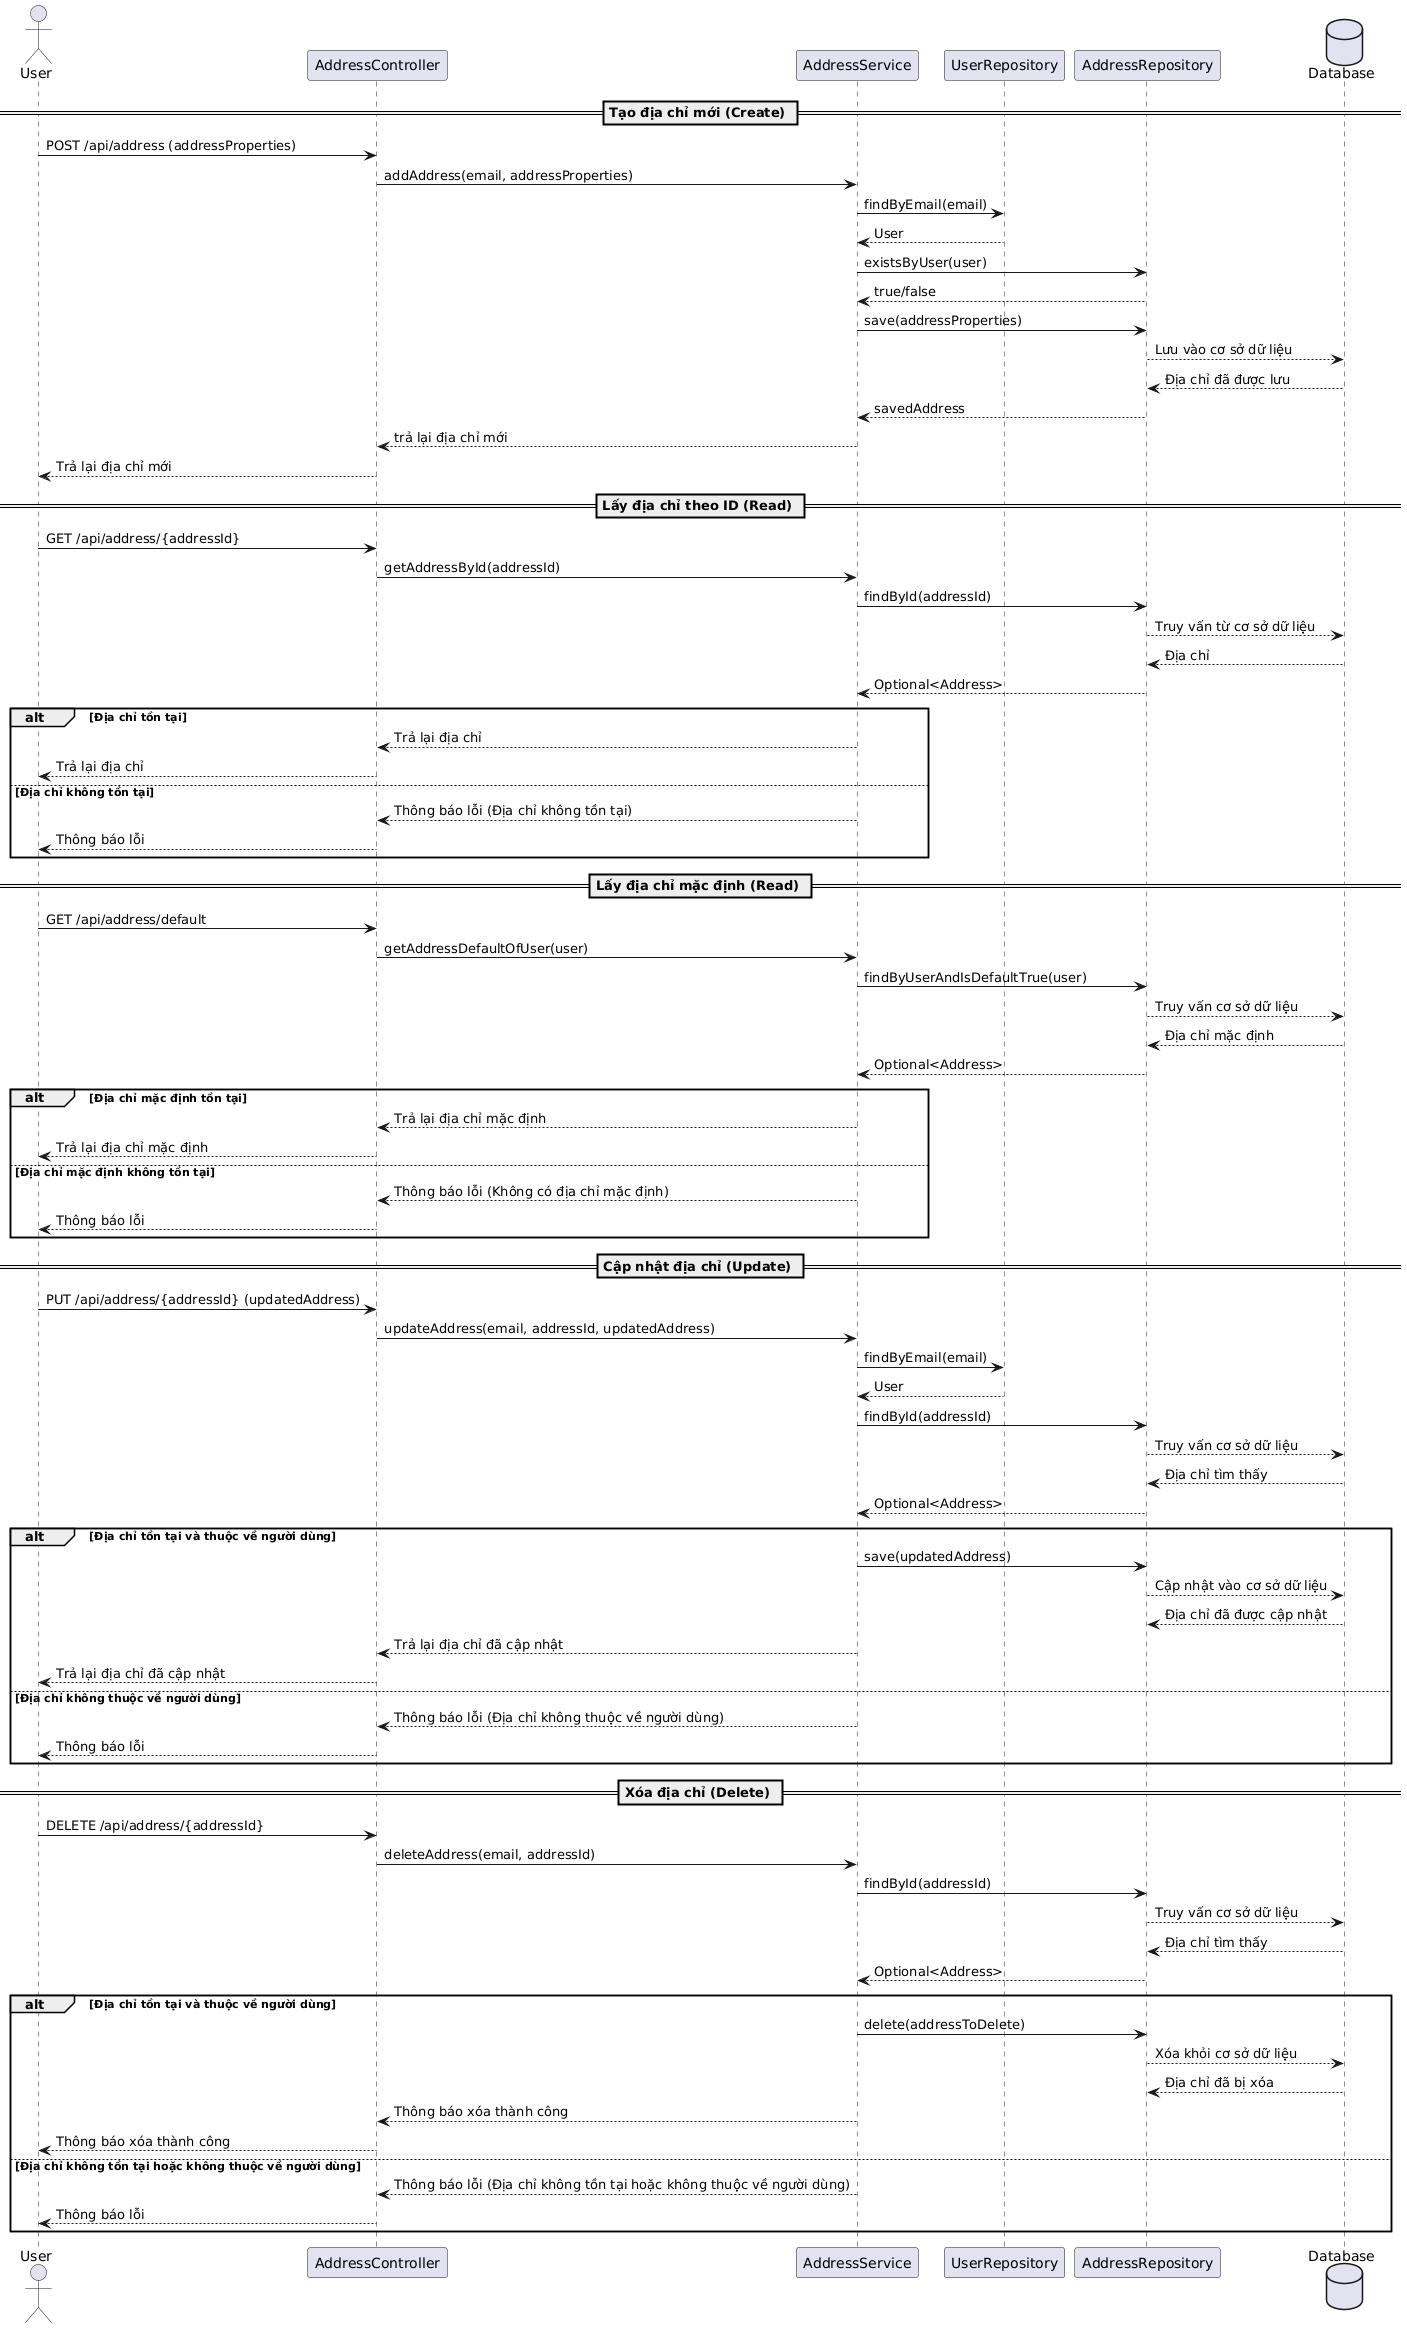 User
AddressController
AddressService
UserRepository
AddressRepository
Database
Tạo địa chỉ mới (Create)
POST /api/address (addressProperties)
addAddress(email, addressProperties)
findByEmail(email)
User
existsByUser(user)
true/false
save(addressProperties)
Lưu vào cơ sở dữ liệu
Địa chỉ đã được lưu
savedAddress
trả lại địa chỉ mới
Trả lại địa chỉ mới
Lấy địa chỉ theo ID (Read)
GET /api/address/{addressId}
getAddressById(addressId)
findById(addressId)
Truy vấn từ cơ sở dữ liệu
Địa chỉ
Optional<Address>
alt [Địa chỉ tồn tại]
Trả lại địa chỉ
Trả lại địa chỉ
[Địa chỉ không tồn tại]
Thông báo lỗi (Địa chỉ không tồn tại)
Thông báo lỗi
Lấy địa chỉ mặc định (Read)
GET /api/address/default
getAddressDefaultOfUser(user)
findByUserAndIsDefaultTrue(user)
Truy vấn cơ sở dữ liệu
Địa chỉ mặc định
Optional<Address>
alt [Địa chỉ mặc định tồn tại]
Trả lại địa chỉ mặc định
Trả lại địa chỉ mặc định
[Địa chỉ mặc định không tồn tại]
Thông báo lỗi (Không có địa chỉ mặc định)
Thông báo lỗi
Cập nhật địa chỉ (Update)
PUT /api/address/{addressId} (updatedAddress)
updateAddress(email, addressId, updatedAddress)
findByEmail(email)
User
findById(addressId)
Truy vấn cơ sở dữ liệu
Địa chỉ tìm thấy
Optional<Address>
alt [Địa chỉ tồn tại và thuộc về người dùng]
save(updatedAddress)
Cập nhật vào cơ sở dữ liệu
Địa chỉ đã được cập nhật
Trả lại địa chỉ đã cập nhật
Trả lại địa chỉ đã cập nhật
[Địa chỉ không thuộc về người dùng]
Thông báo lỗi (Địa chỉ không thuộc về người dùng)
Thông báo lỗi
Xóa địa chỉ (Delete)
DELETE /api/address/{addressId}
deleteAddress(email, addressId)
findById(addressId)
Truy vấn cơ sở dữ liệu
Địa chỉ tìm thấy
Optional<Address>
alt [Địa chỉ tồn tại và thuộc về người dùng]
delete(addressToDelete)
Xóa khỏi cơ sở dữ liệu
Địa chỉ đã bị xóa
Thông báo xóa thành công
Thông báo xóa thành công
[Địa chỉ không tồn tại hoặc không thuộc về người dùng]
Thông báo lỗi (Địa chỉ không tồn tại hoặc không thuộc về người dùng)
Thông báo lỗi
User
AddressController
AddressService
UserRepository
AddressRepository
Database